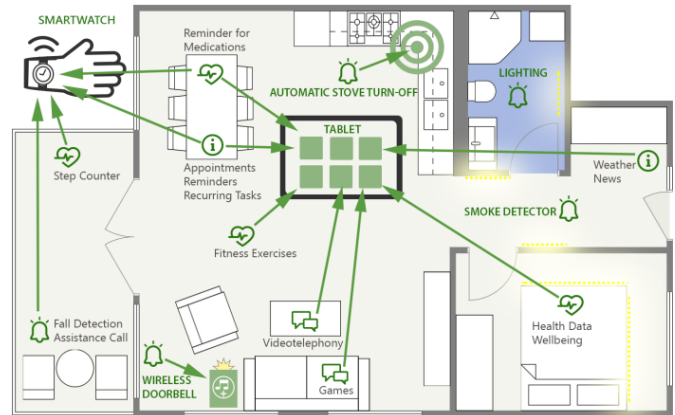 SMARTWATCH
Reminder for
Medications
AUTOMATIC STOVE TURN-OFF
LIGHTING
TABLET
Step Counter
Appointments
Reminders
Recurring Tasks
Weather
News
SMOKE DETECTOR
Fitness Exercises
Fall Detection
Assistance Call
Videotelephony
Health Data
Wellbeing
WIRELESS
DOORBELL
Games